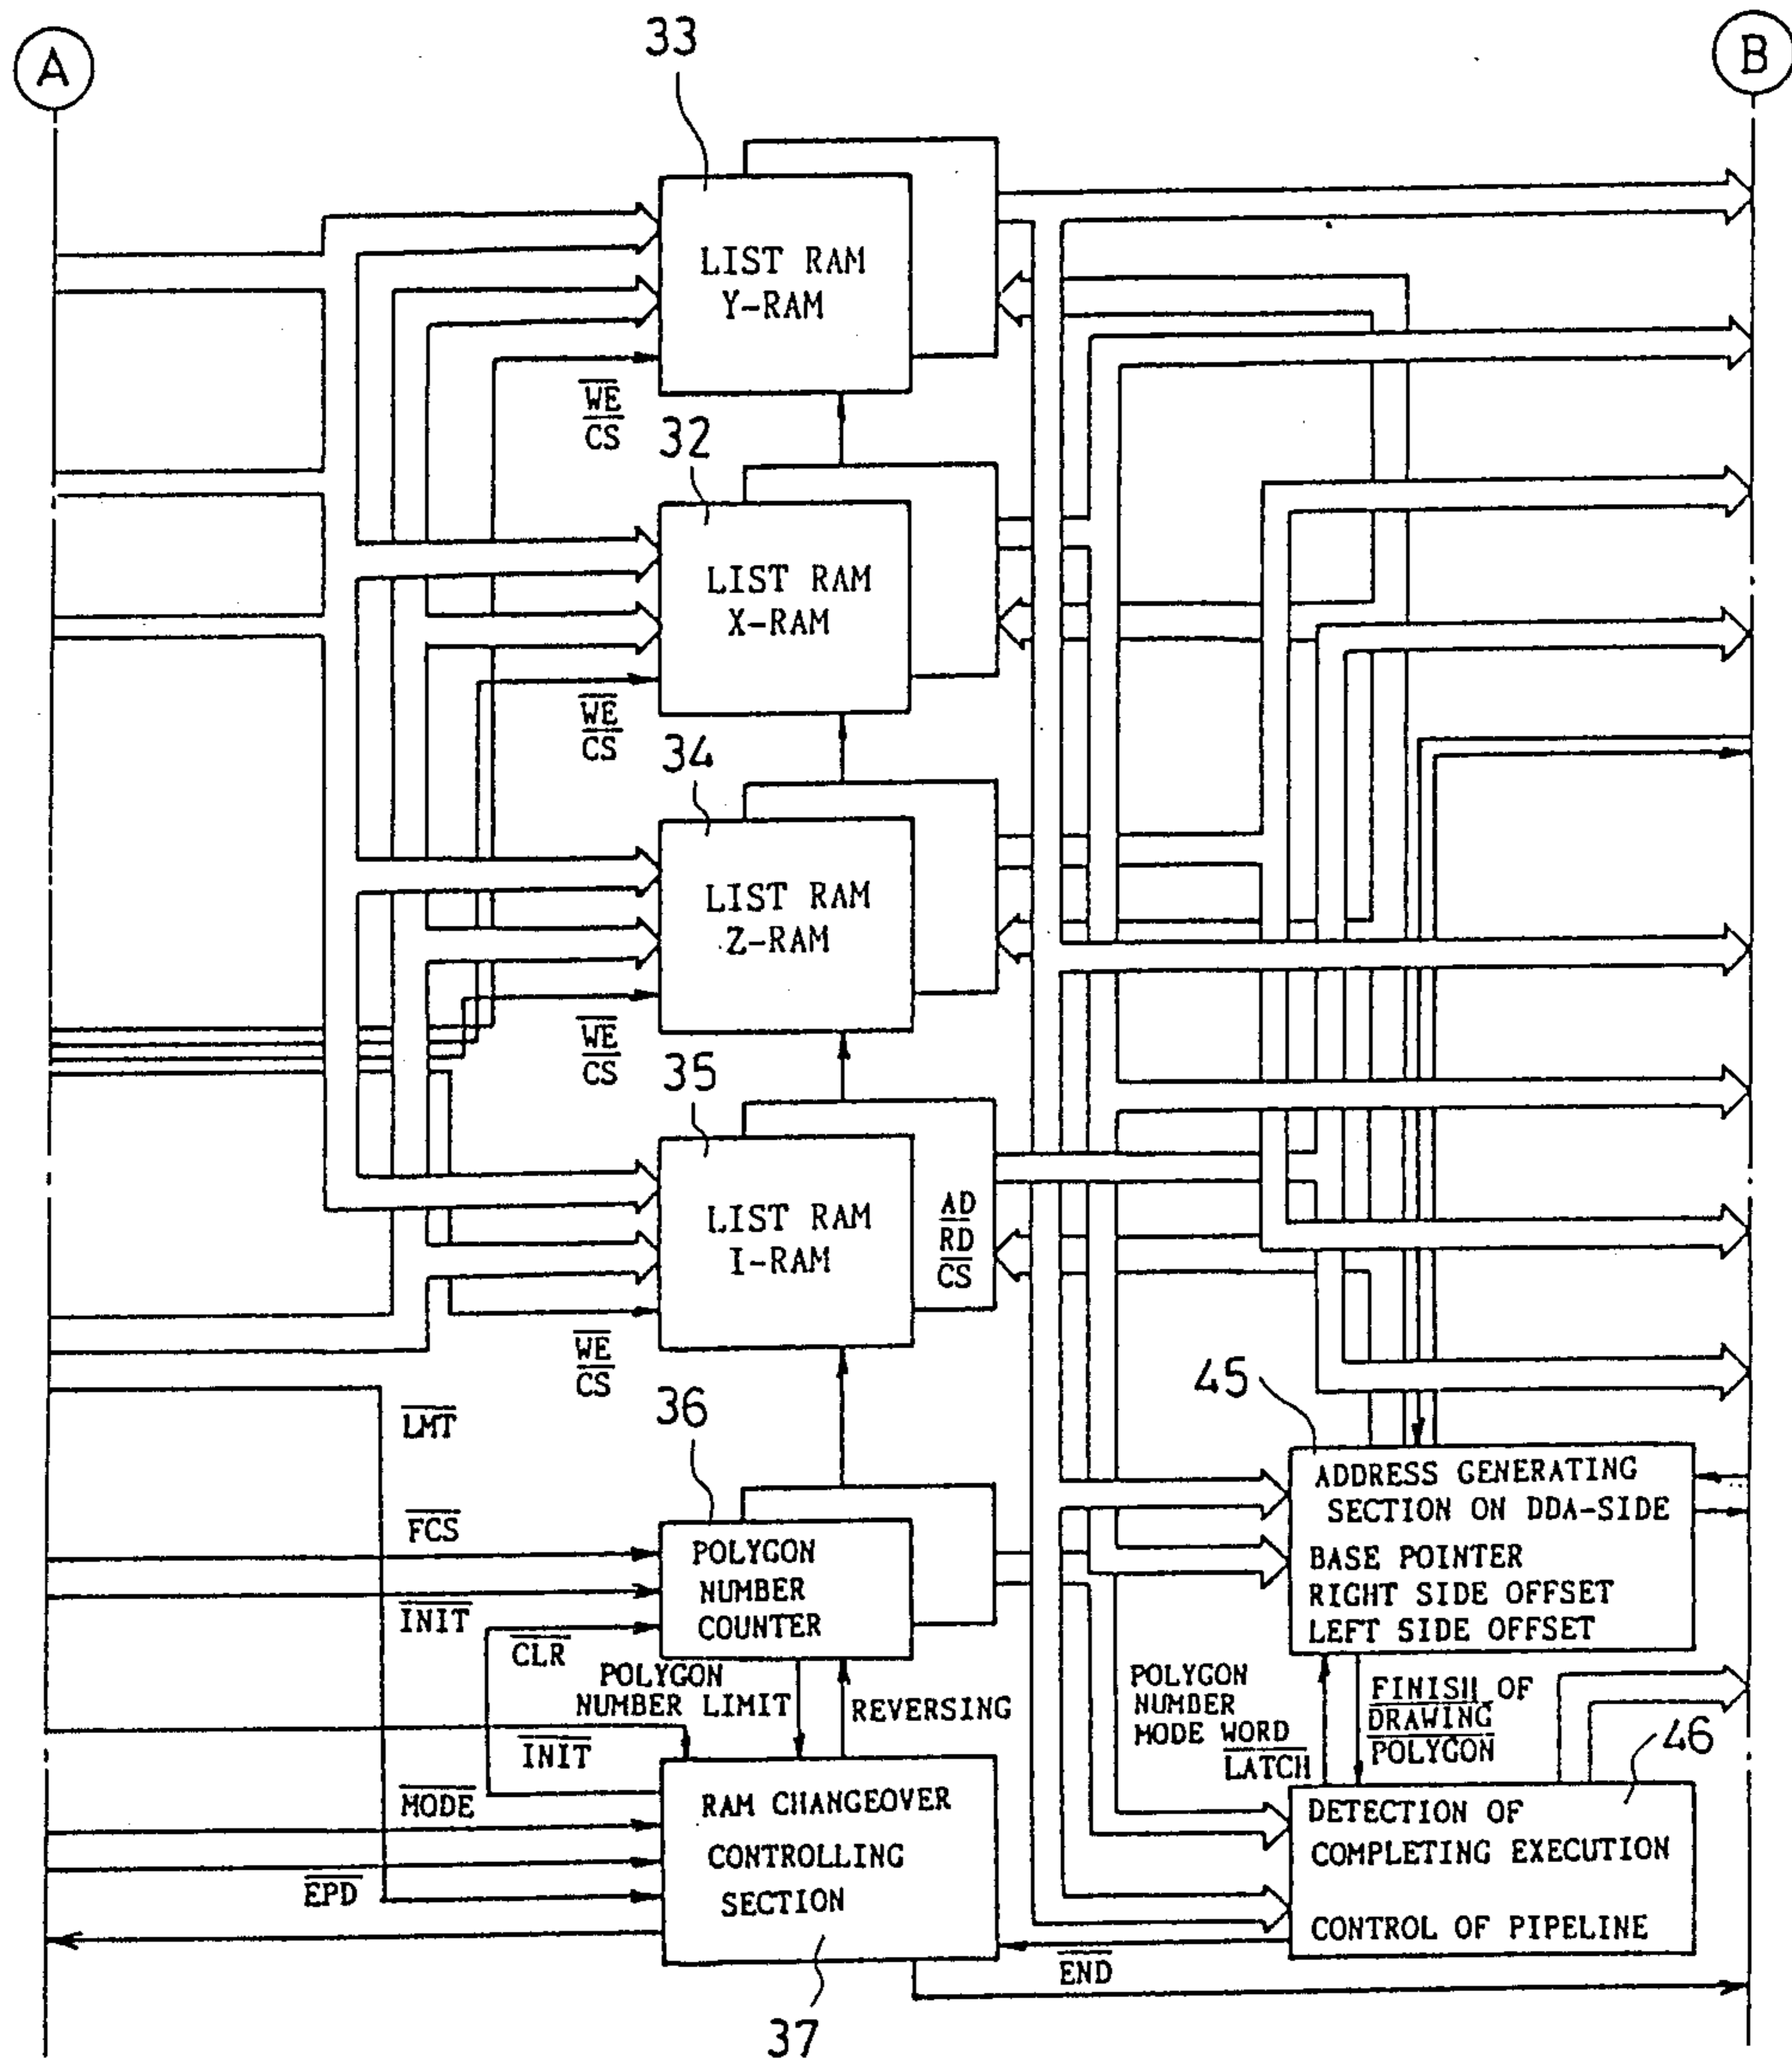 A
B
33
LIST RAM
Y-RAM
WE
CS
32
LIST RAM
X-RAM
WE
CS
34
LIST RAM
Z-RAM
WE
CS
35
LIST RAM
I-RAM
AD
RD
CS
WE
CS
LMT
36
45
FCS
POLYGON
NUMBER
COUNTER
INIT
CLR
ADDRESS GENERATING
SECTION ON DDA-SIDE
BASE POINTER
RIGHT SIDE OFFSET
LEFT SIDE OFFSET
POLYGON
NUMBER LIMIT
REVERSING
POLYGON
NUMBER
MODE WORD
LATCH
FINISH OF
DRAWING
POLYGON
46
INIT
MODE
RAM CHANGEOVER
CONTROLLING
SECTION
EPD
DETECTION OF
COMPLETING EXECUTION
CONTROL OF PIPELINE
END
37